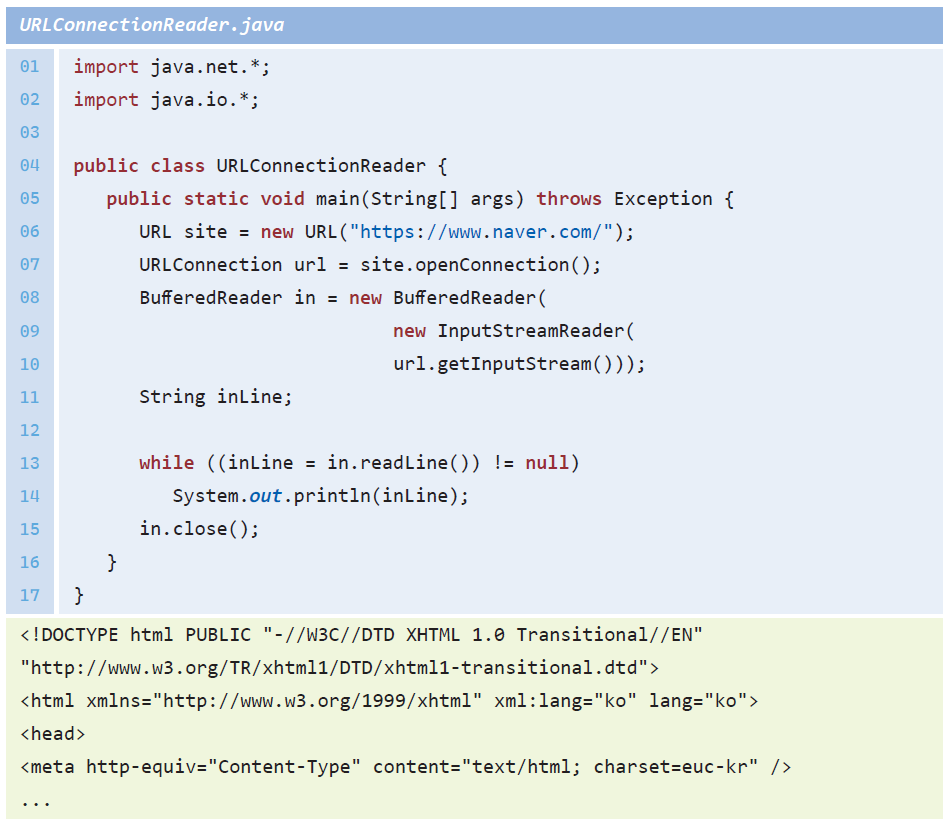 URLConnectionReader.java
01 import java.net.*;
02 import java.io.*;
03
04 public class URLConnectionReader {
05 public static void main(String[] args) throws Exception {
06 URL site = new URL("https://www.naver.com/");
07 URLConnection url = site.openConnection();
08 BufferedReader in = new BufferedReader(
09 new InputStreamReader(
10 url.getInputStream()));
11 String inLine;
12
13 while ((inLine = in.readLine()) != null)
14 System.out.println(inLine);
15 in.close();
16 }
17 }
<!DOCTYPE html PUBLIC "-//W3C//DTD XHTML 1.0 Transitional//EN"
"http://www.w3.org/TR/xhtml1/DTD/xhtml1-transitional.dtd">
<html xmlns="http://www.w3.org/1999/xhtml" xml:lang="ko" lang="ko">
<head>
<meta http-equiv="Content-Type" content="text/html; charset=euc-kr" />
...